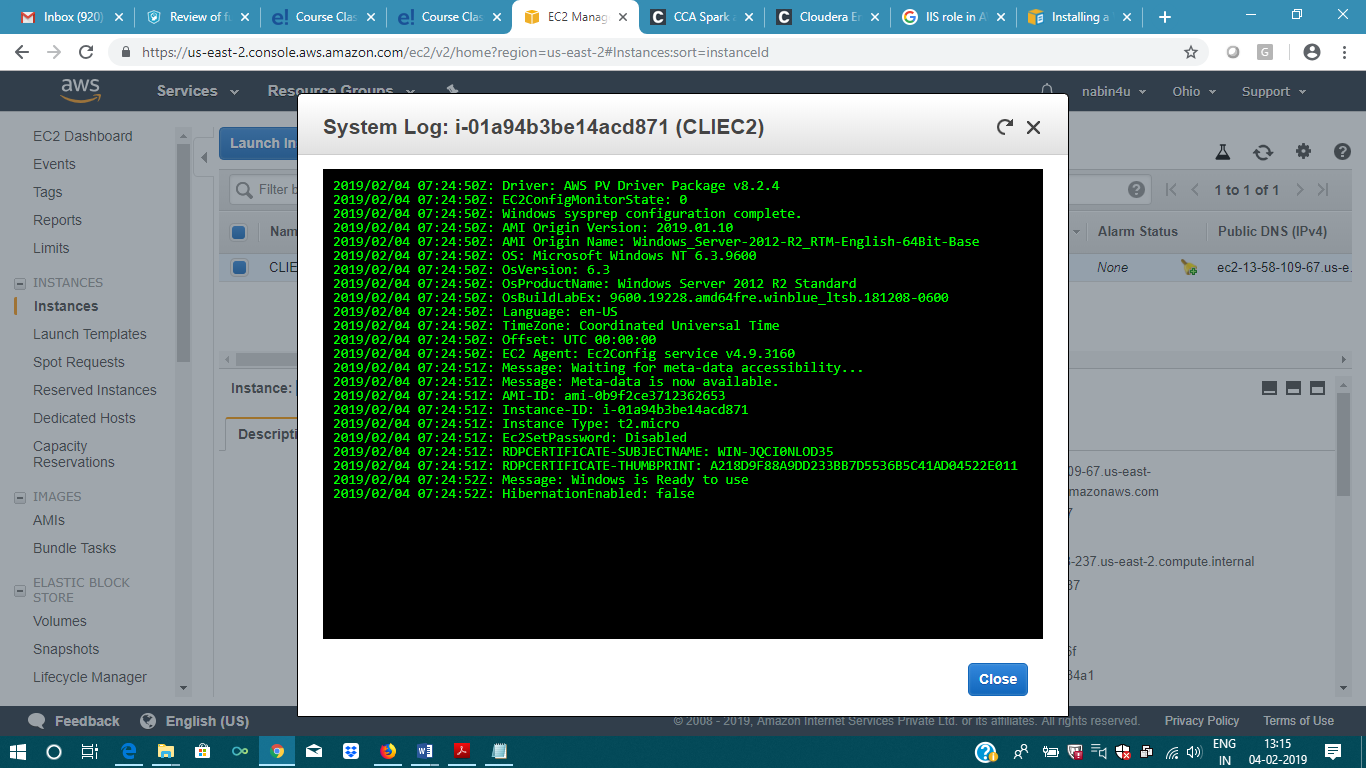 Inbox (920)
Review of fu
Course Clas
Course Clas
EC2 Manag
CCA Spark a
Cloudera En
IIS role in A
Installing a
https://us-east-2.console.aws.amazon.com/ec2/v2/home?region=us-east-2#Instances:sort=instanceId
aws
Services
Resource Groups
nabin4u
Ohio
Support
EC2 Dashboard
Events
Tags
Reports
Limits
INSTANCES
Instances
Launch Templates
Spot Requests
Reserved Instances
Dedicated Hosts
Capacity
Reservations
IMAGES
AMIs
Bundle Tasks
ELASTIC BLOCK
STORE
Volumes
Snapshots
Lifecycle Manager
Launch In
Filter b
1 to 1 of 1
Nam
Alarm Status
Public DNS (IPv4)
CLIE
None
ec2-13-58-109-67.us-e...
Instance:
Descripti
09-67.us-east-
mazonaws.com
7
3-237.us-east-2.compute.internal
37
6f
34a1
System Log: i-01a94b3be14acd871 (CLIEC2)
2019/02/04 07:24:50Z: Driver: AWS PV Driver Package v8.2.4
2019/02/04 07:24:50Z: EC2ConfigMonitorState: 0
2019/02/04 07:24:50Z: Windows sysprep configuration complete.
2019/02/04 07:24:50Z: AMI Origin Version: 2019.01.10
2019/02/04 07:24:50Z: AMI Origin Name: Windows_Server-2012-R2_RTM-English-64Bit-Base
2019/02/04 07:24:50Z: OS: Microsoft Windows NT 6.3.9600
2019/02/04 07:24:50Z: OsVersion: 6.3
2019/02/04 07:24:50Z: OsProductName: Windows Server 2012 R2 Standard
2019/02/04 07:24:50Z: OsBuildLabEx: 9600.19228.amd64fre.winblue_ltsb.181208-0600
2019/02/04 07:24:50Z: Language: en-US
2019/02/04 07:24:50Z: TimeZone: Coordinated Universal Time
2019/02/04 07:24:50Z: Offset: UTC 00:00:00
2019/02/04 07:24:50Z: EC2 Agent: Ec2Config service v4.9.3160
2019/02/04 07:24:51Z: Message: Waiting for meta-data accessibility...
2019/02/04 07:24:51Z: Message: Meta-data is now available.
2019/02/04 07:24:51Z: AMI-ID: ami-0b9f2ce3712362653
2019/02/04 07:24:51Z: Instance-ID: i-01a94b3be14acd871
2019/02/04 07:24:51Z: Instance Type: t2.micro
2019/02/04 07:24:51Z: Ec2SetPassword: Disabled
2019/02/04 07:24:51Z: RDPCERTIFICATE-SUBJECTNAME: WIN-JQCI0NLOD35
2019/02/04 07:24:51Z: RDPCERTIFICATE-THUMBPRINT: A218D9F88A9DD233BB7D5536B5C41AD04522E011
2019/02/04 07:24:52Z: Message: Windows is Ready to use
2019/02/04 07:24:52Z: HibernationEnabled: false
Close
Feedback
English (US)
© 2008 - 2019, Amazon Internet Services Private Ltd. or its affiliates. All rights reserved.
Privacy Policy
Terms of Use
ENG
IN
13:15
04-02-2019